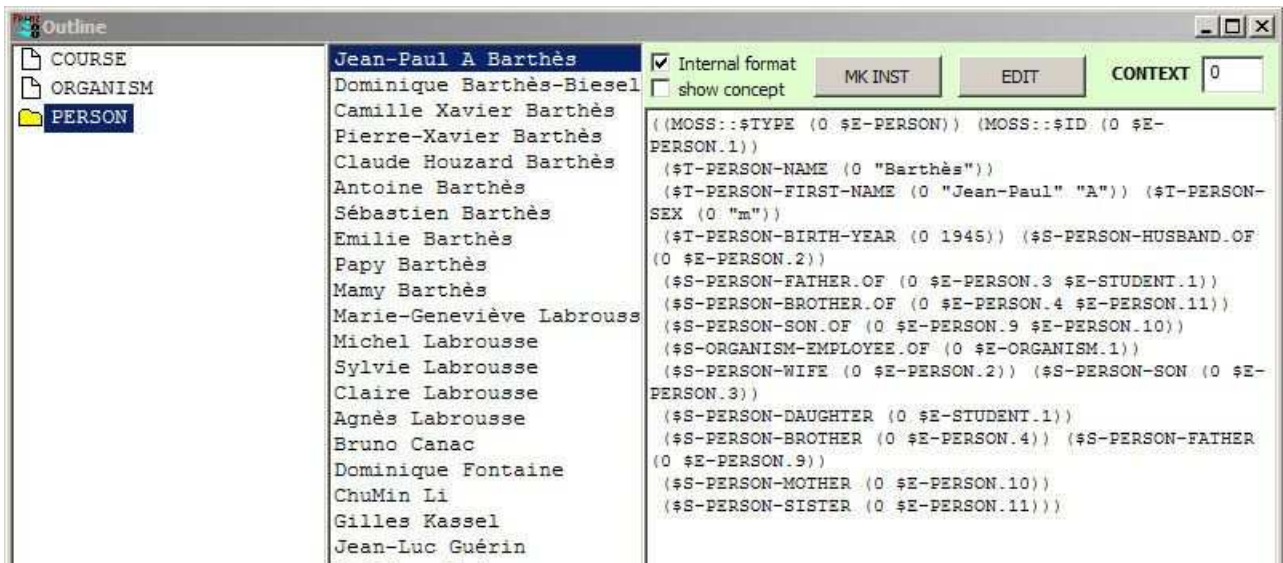 Outline
COURSE
ORGANISM
PERSON
Jean-Paul A Barthès
Dominique Barthès-Biesel
Camille Xavier Barthès
Pierre-Xavier Barthès
Claude Houzard Barthès
Antoine Barthès
Sébastien Barthès
Emilie Barthès
Papy Barthès
Mamy Barthès
Marie-Geneviève Labrouss
Michel Labrousse
Sylvie Labrousse
Claire Labrousse
Agnès Labrousse
Bruno Canac
Dominique Fontaine
ChuMin Li
Gilles Kassel
Jean-Luc Guérin
Internal format
show concept
MK INST
EDIT
CONTEXT 0
((MOSS::$TYPE (0 $E-PERSON)) (MOSS::$ID (0 $E-
PERSON.1))
($T-PERSON-NAME (0 "Barthès"))
($T-PERSON-FIRST-NAME (0 "Jean-Paul" "A")) ($T-PERSON-
SEX (0 "m"))
($T-PERSON-BIRTH-YEAR (0 1945)) ($S-PERSON-HUSBAND.OF
(0 $E-PERSON.2))
($S-PERSON-FATHER.OF (0 $E-PERSON.3 $E-STUDENT.1))
($S-PERSON-BROTHER.OF (0 $E-PERSON.4 $E-PERSON.11))
($S-PERSON-SON.OF (0 $E-PERSON.9 $E-PERSON.10))
($S-ORGANISM-EMPLOYEE.OF (0 $E-ORGANISM.1))
($S-PERSON-WIFE (0 $E-PERSON.2)) ($S-PERSON-SON (0 $E-
PERSON.3))
($S-PERSON-DAUGHTER (0 $E-STUDENT.1))
($S-PERSON-BROTHER (0 $E-PERSON.4)) ($S-PERSON-FATHER
(0 $E-PERSON.9))
($S-PERSON-MOTHER (0 $E-PERSON.10))
($S-PERSON-SISTER (0 $E-PERSON.11)))